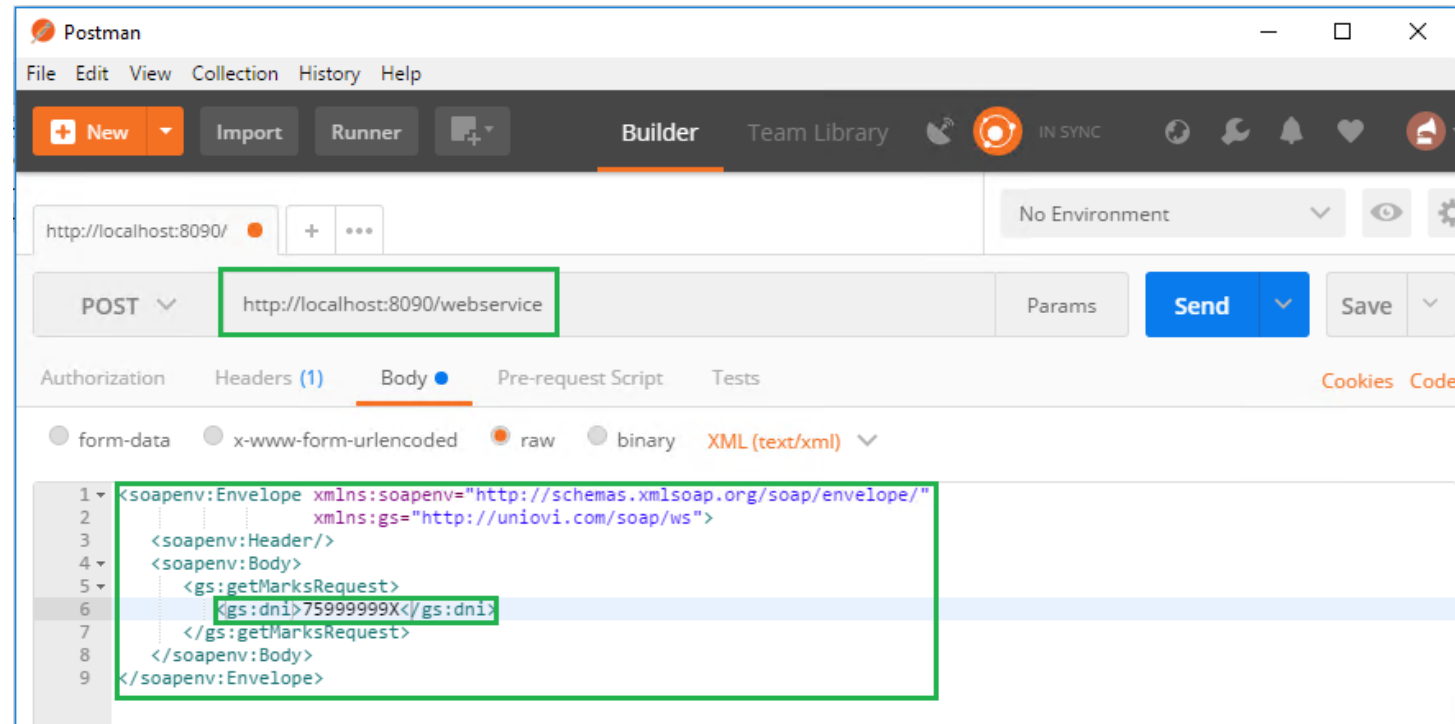 Postman
File Edit View Collection History Help
New Import Runner Builder Team Library IN SYNC
http://localhost:8090/ + No Environment
POST http://localhost:8090/webservice Params Send Save
Authorization Headers (1) Body Pre-request Script Tests Cookies Code
form-data x-www-form-urlencoded raw binary XML (text/xml)
1 <soapenv:Envelope xmlns:soapenv="http://schemas.xmlsoap.org/soap/envelope/"
2 xmlns:gs="http://uniovi.com/soap/ws">
3 <soapenv:Header/>
4 <soapenv:Body>
5 <gs:getMarksRequest>
6 <gs:dni>75999999X</gs:dni>
7 </gs:getMarksRequest>
8 </soapenv:Body>
9 </soapenv:Envelope>